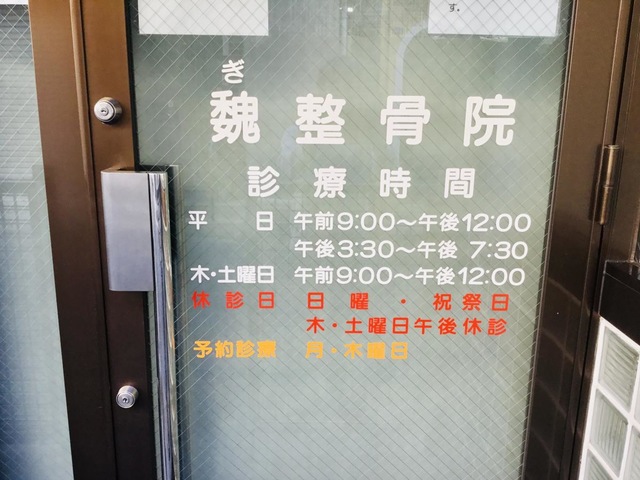 す。
ぎ
魏整骨院
診療時間
平日 午前9:00～午後12:00
午後3:30～午後 7:30
木・土曜日 午前9:00～午後12:00
休診日 日曜・祝祭日
木・土曜日午後休診
予約診療 月・木曜日